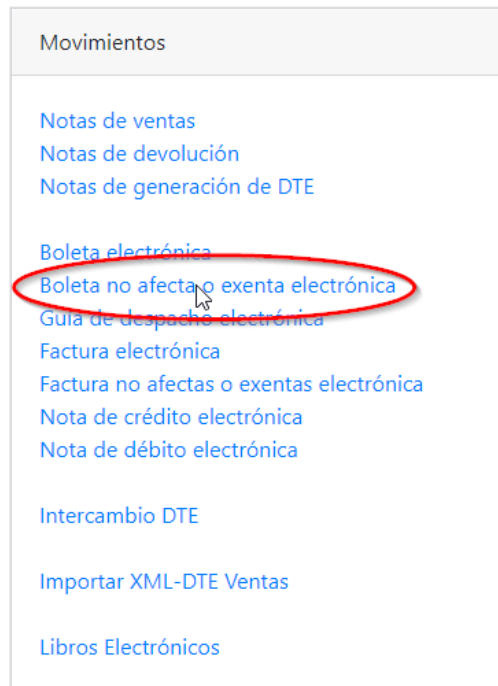 Movimientos
Notas de ventas
Notas de devolución
Notas de generación de DTE
Boleta electrónica
Boleta no afecta o exenta electrónica
Guía de despacho electrónica
Factura electrónica
Factura no afectas o exentas electrónica
Nota de crédito electrónica
Nota de débito electrónica
Intercambio DTE
Importar XML-DTE Ventas
Libros Electrónicos